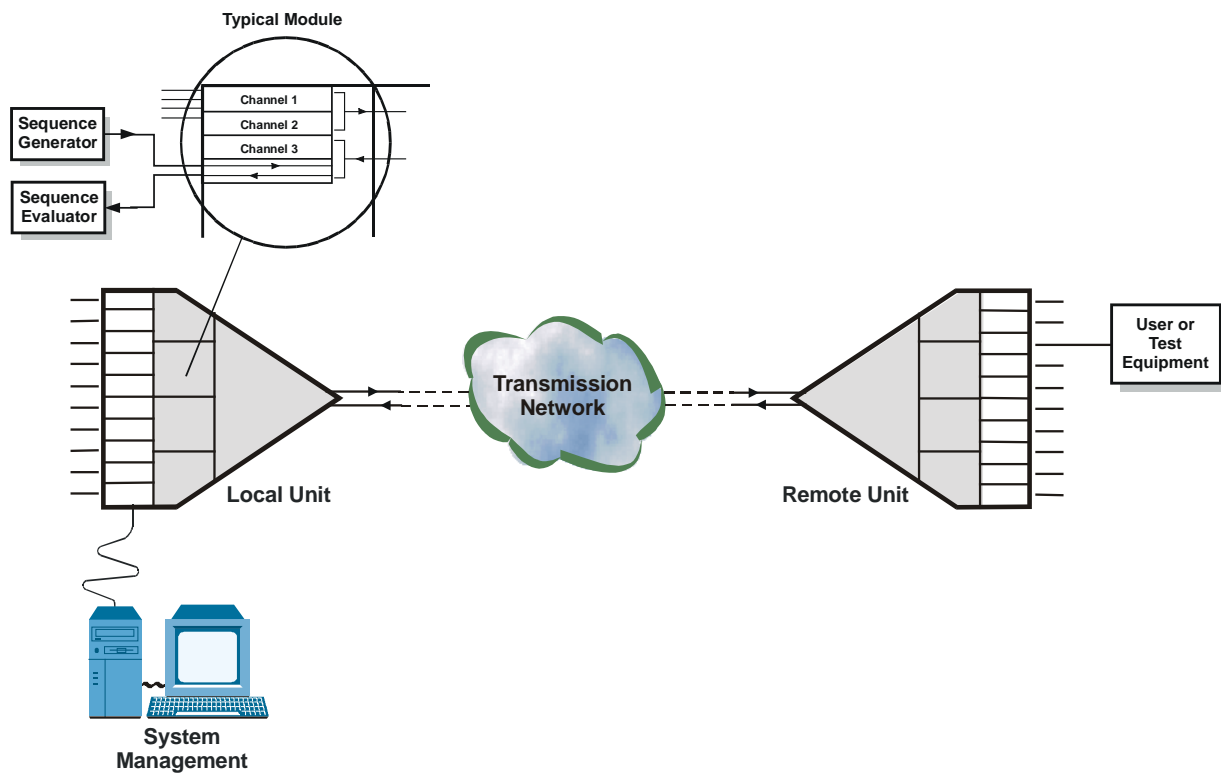 Typical Module
Channel 1
Channel 2
Channel 3
Sequence
Generator
Sequence
Evaluator
Transmission
Network
User or
Test
Equipment
Local Unit
Remote Unit
System
Management